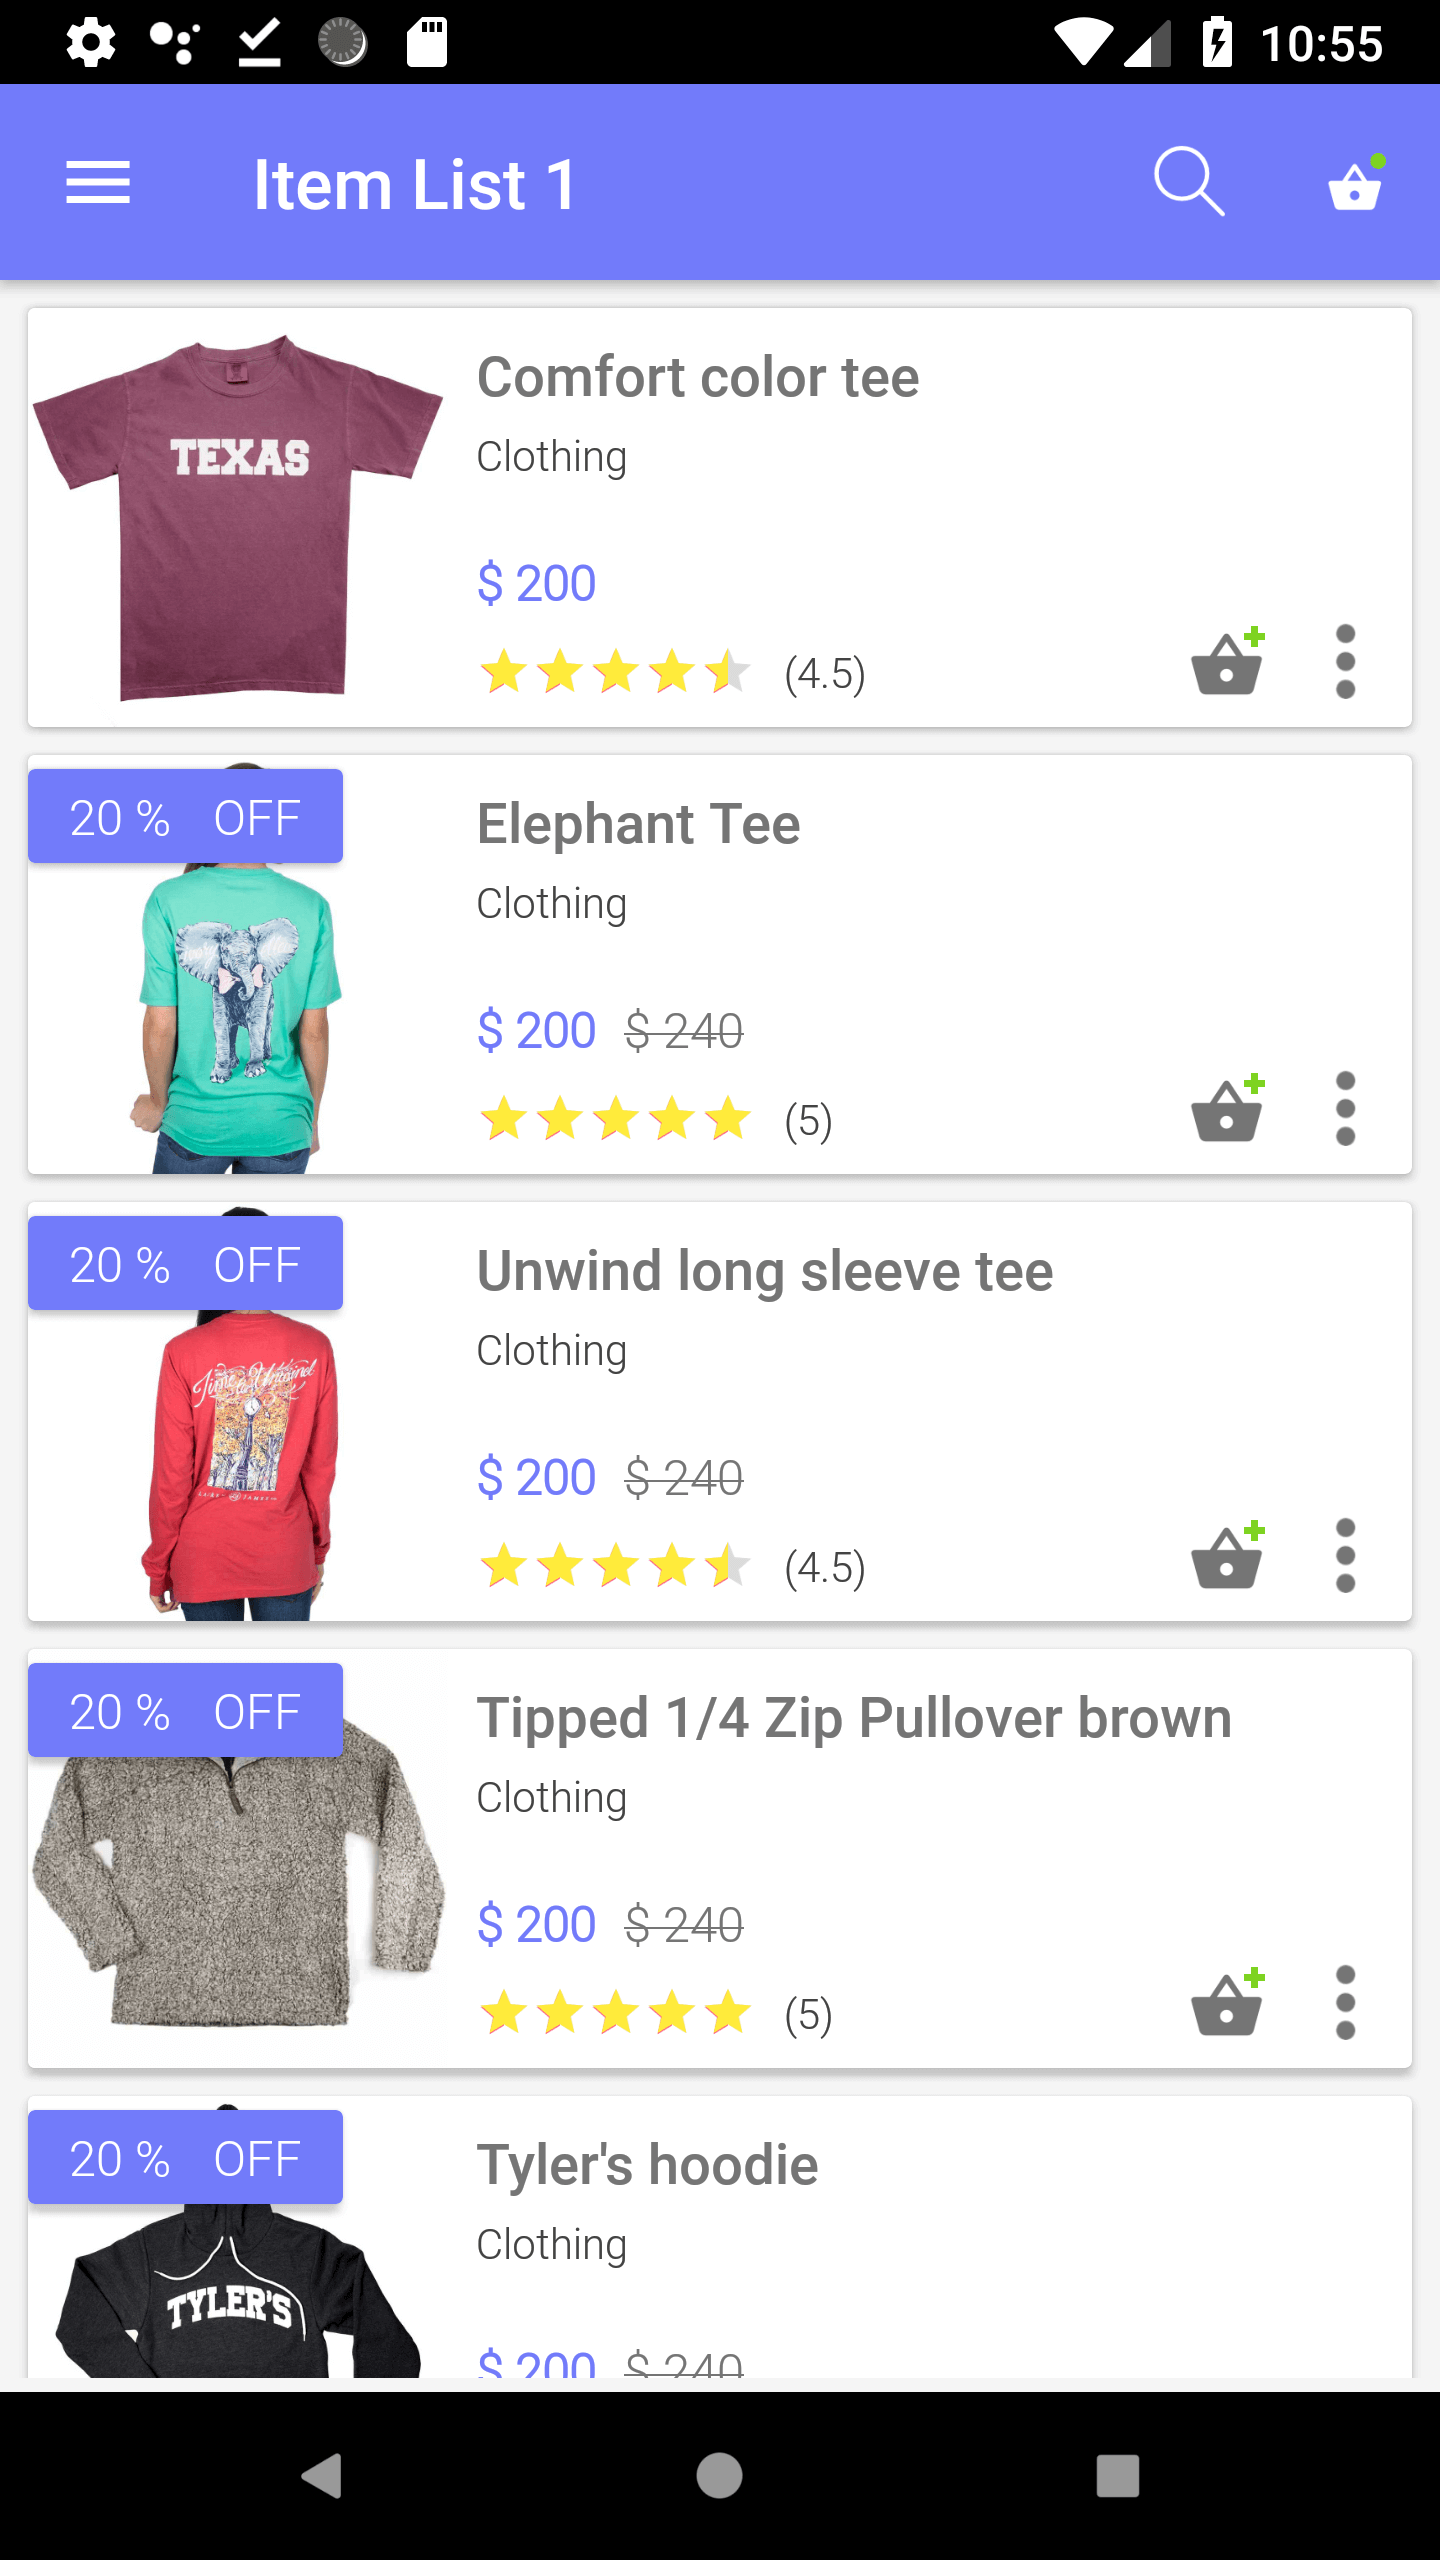 10:55
Item List 1
TEXAS
Comfort color tee
Clothing
$ 200
(4.5)
20 % OFF
Elephant Tee
Clothing
$ 200 $ 240
(5)
20 % OFF
Unwind long sleeve tee
Clothing
$ 200 $ 240
(4.5)
20 % OFF
Tipped 1/4 Zip Pullover brown
Clothing
$ 200 $ 240
(5)
20 % OFF
Tyler's hoodie
Clothing
TYLER'S
$ 200 $ 240